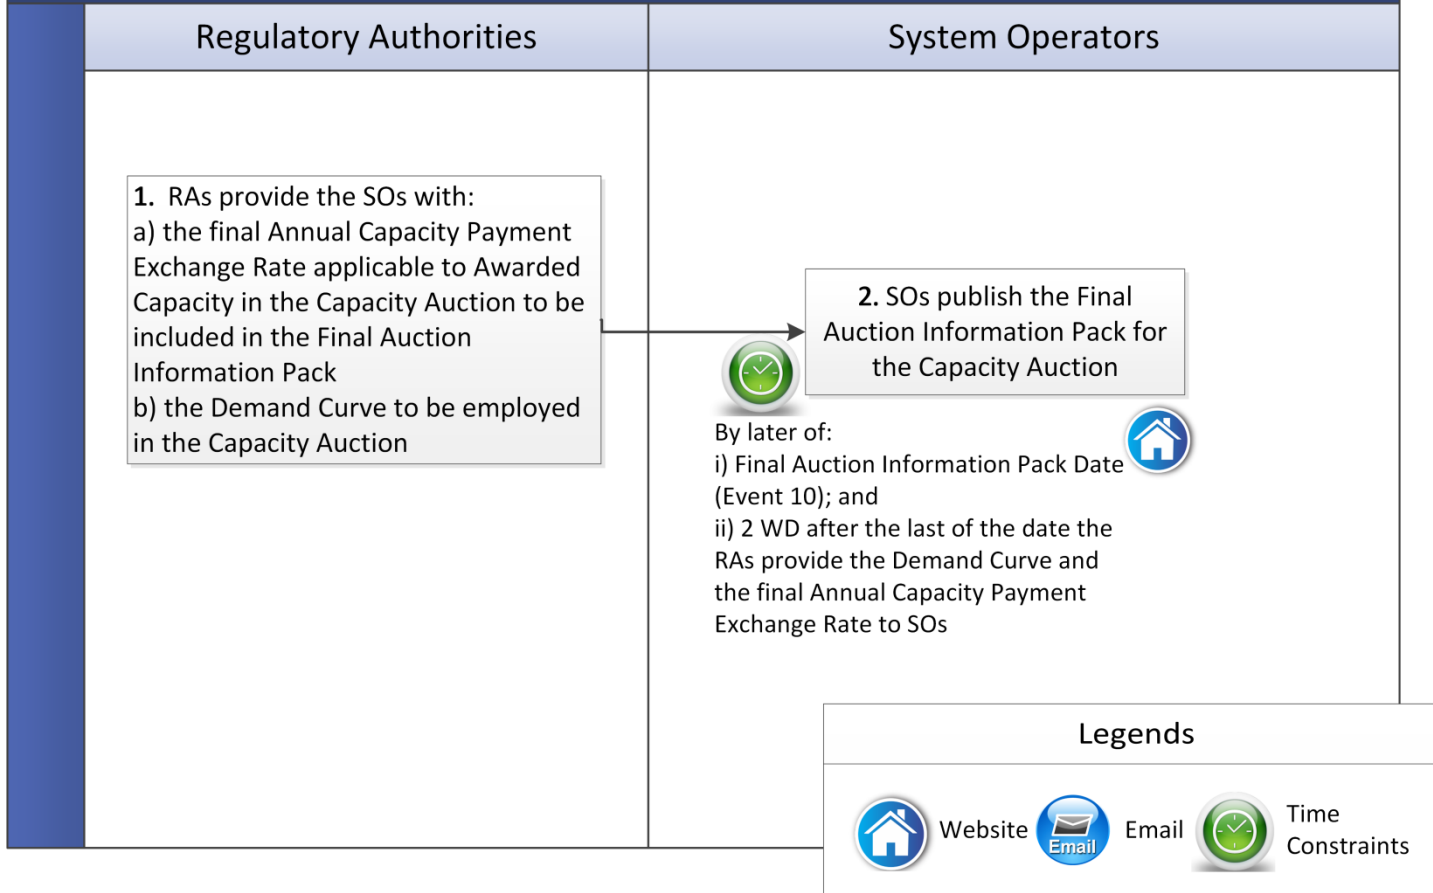 Regulatory Authorities
System Operators
1. RAs provide the SOs with:
a) the final Annual Capacity Payment
Exchange Rate applicable to Awarded
Capacity in the Capacity Auction to be
included in the Final Auction
Information Pack
b) the Demand Curve to be employed
in the Capacity Auction
2. SOs publish the Final
Auction Information Pack for
the Capacity Auction
By later of:
i) Final Auction Information Pack Date
(Event 10); and
ii) 2 WD after the last of the date the
RAs provide the Demand Curve and
the final Annual Capacity Payment
Exchange Rate to SOs
Legends
Website
Email
Email
Time
Constraints